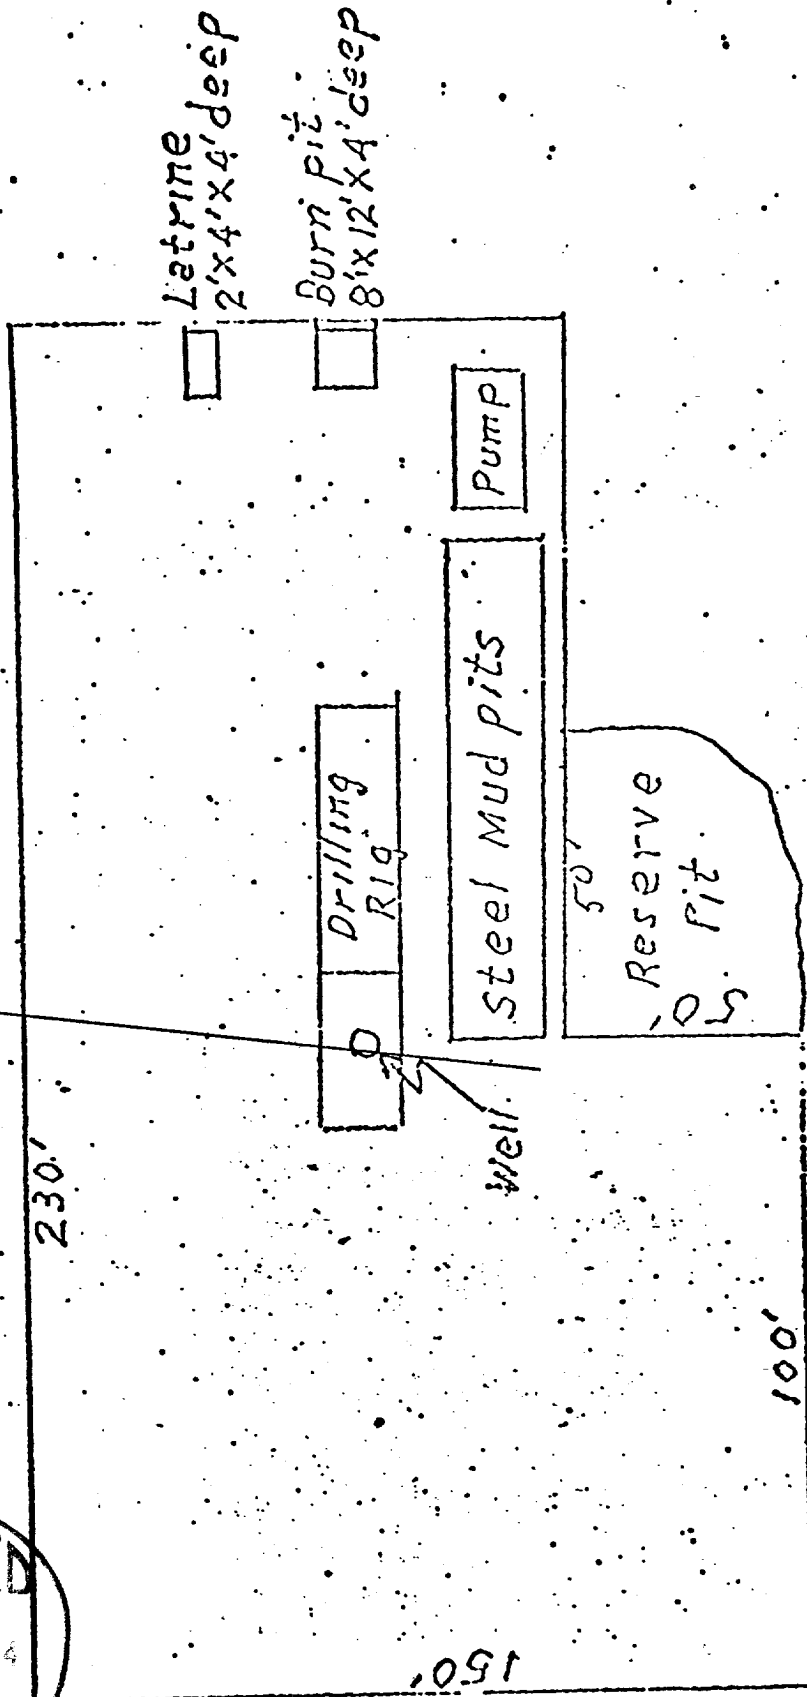 Latrine
2'x4'x4' deep
Burn pit
8'x12'x4' deep
230'
Drilling
Rig
Pump
Steel Mud pits
Well
50'
Reserve
Pit
50'
100'
150'